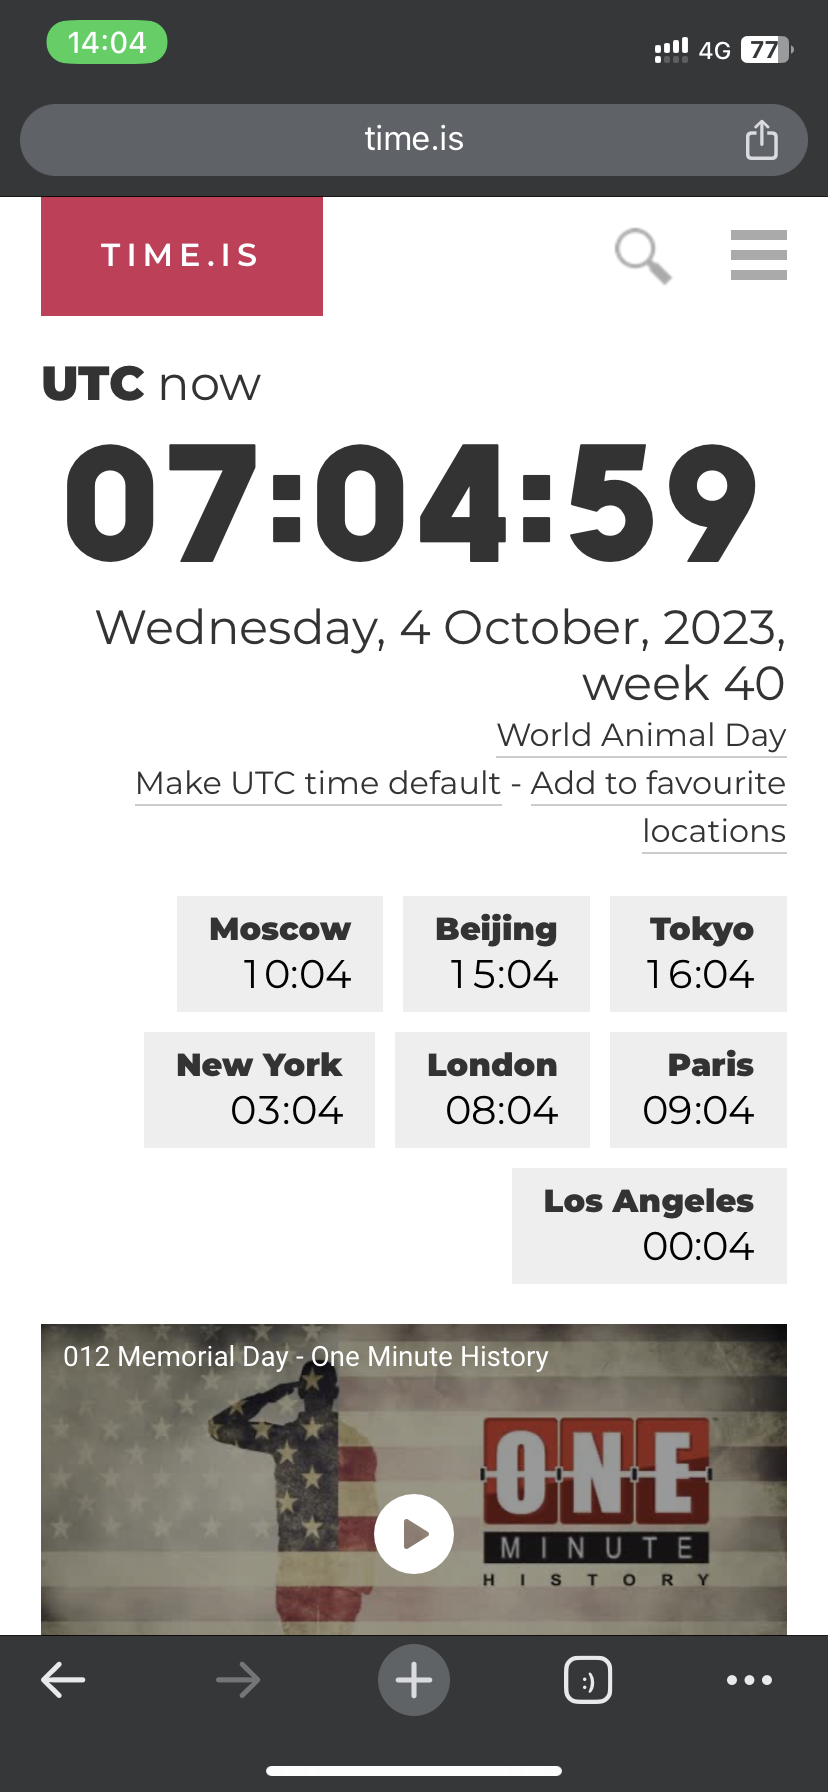 14:04
4G 77
time.is
TIME.IS
UTC now
07:04:59
Wednesday, 4 October, 2023,
week 40
World Animal Day
Make UTC time default - Add to favourite
locations
Moscow Beijing Tokyo
10:04 15:04 16:04
New York London Paris
03:04 08:04 09:04
Los Angeles
00:04
012 Memorial Day - One Minute History
ONE
MINUTE
HISTORY
:)